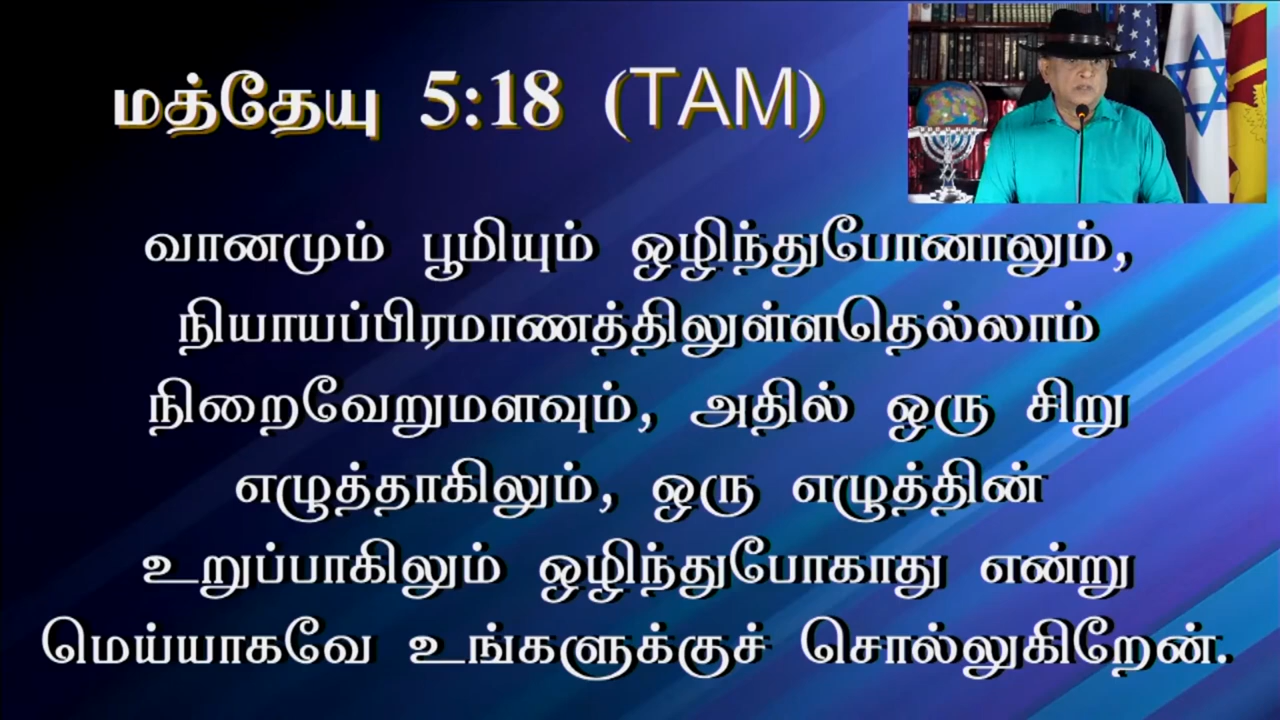 மத்தேயு 5:18 (TAM)
வானமும் பூமியும் ஒழிந்துபோனாலும்,
நியாயப்பிரமாணத்திலுள்ளதெல்லாம்
நிறைவேறுமளவும், அதில் ஒரு சிறு
எழுத்தாகிலும், ஒரு எழுத்தின்
உறுப்பாகிலும் ஒழிந்துபோகாது என்று
மெய்யாகவே உங்களுக்குச் சொல்லுகிறேன்.